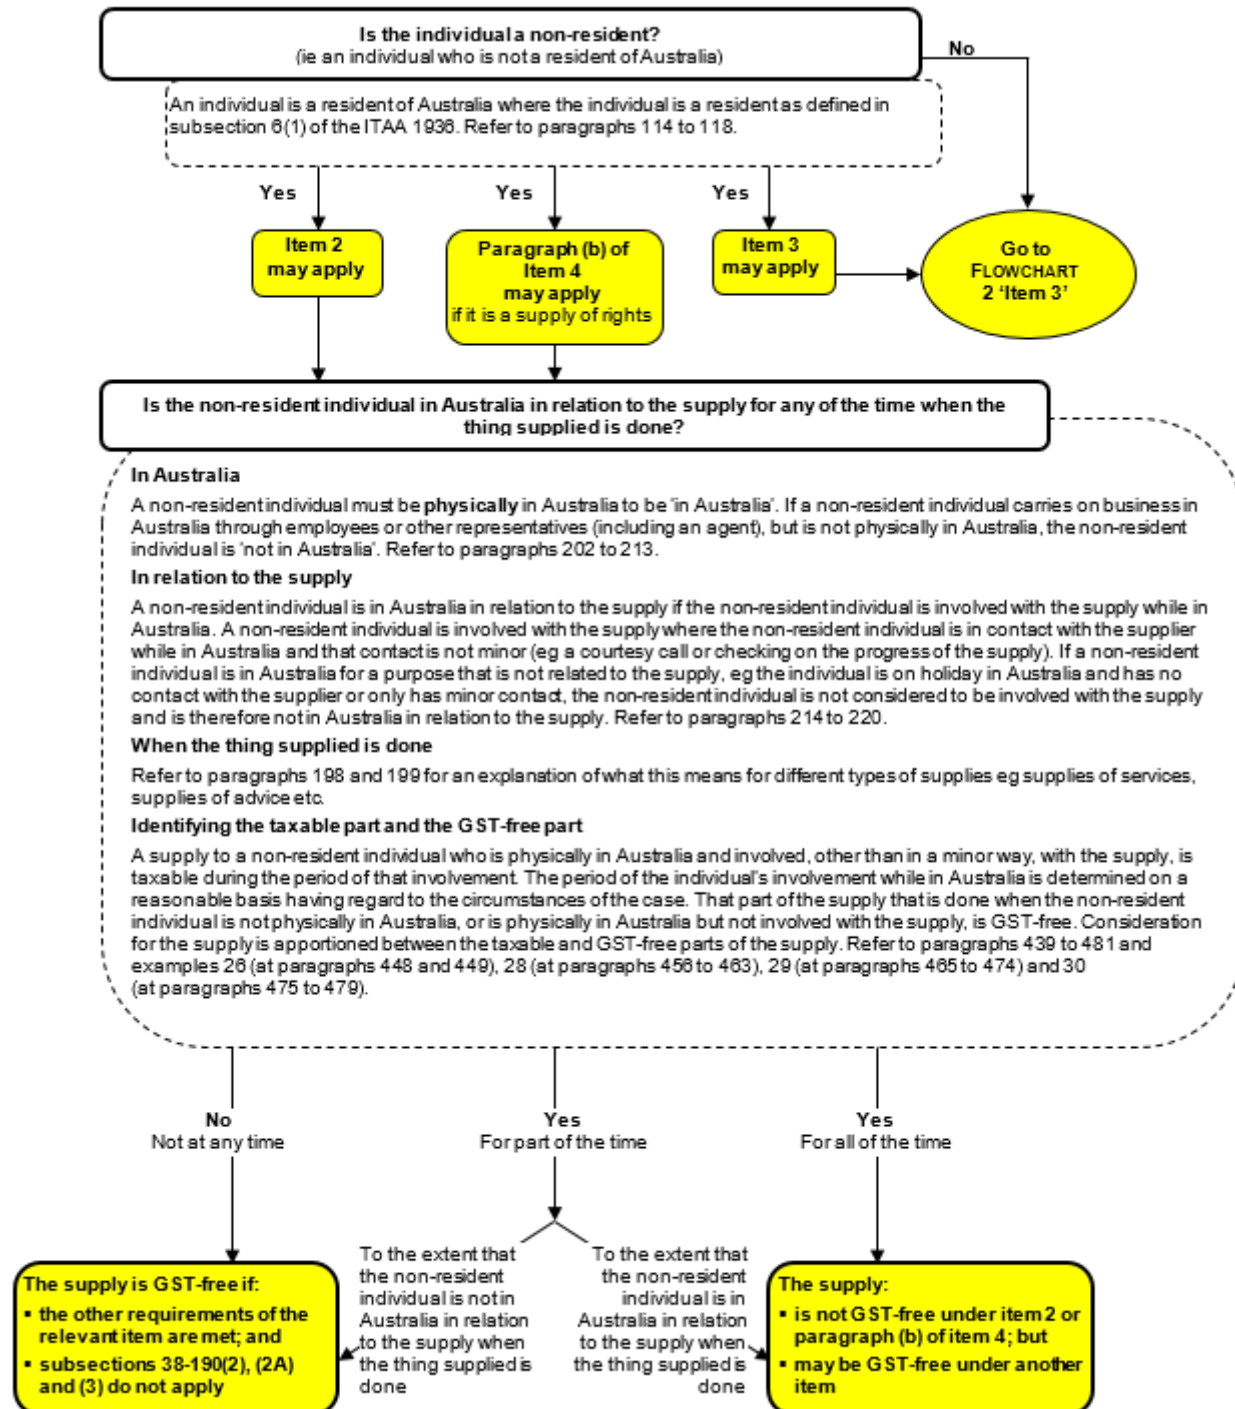 Is the individual a non-resident?
(ie an individual who is not a resident of Australia)
No
An individual is a resident of Australia where the individual is a resident as defined in
subsection 6(1) of the ITAA 1936. Refer to paragraphs 114 to 118.
Yes
Yes
Yes
Item 2
may apply
Paragraph (b) of
Item 4
may apply
if it is a supply of rights
Item 3
may apply
Go to
FLOWCHART
2 ‘Item 3’
Is the non-resident individual in Australia in relation to the supply for any of the time when the
thing supplied is done?
In Australia
A non-resident individual must be physically in Australia to be ‘in Australia’. If a non-resident individual carries on business in
Australia through employees or other representatives (including an agent), but is not physically in Australia, the non-resident
individual is ‘not in Australia’. Refer to paragraphs 202 to 213.
In relation to the supply
A non-resident individual is in Australia in relation to the supply if the non-resident individual is involved with the supply while in
Australia. A non-resident individual is involved with the supply where the non-resident individual is in contact with the supplier
while in Australia and that contact is not minor (eg a courtesy call or checking on the progress of the supply). If a non-resident
individual is in Australia for a purpose that is not related to the supply, eg the individual is on holiday in Australia and has no
contact with the supplier or only has minor contact, the non-resident individual is not considered to be involved with the supply
and is therefore not in Australia in relation to the supply. Refer to paragraphs 214 to 220.
When the thing supplied is done
Refer to paragraphs 198 and 199 for an explanation of what this means for different types of supplies eg supplies of services,
supplies of advice etc.
Identifying the taxable part and the GST-free part
A supply to a non-resident individual who is physically in Australia and involved, other than in a minor way, with the supply, is
taxable during the period of that involvement. The period of the individual's involvement while in Australia is determined on a
reasonable basis having regard to the circumstances of the case. That part of the supply that is done when the non-resident
individual is not physically in Australia, or is physically in Australia but not involved with the supply, is GST-free. Consideration
for the supply is apportioned between the taxable and GST-free parts of the supply. Refer to paragraphs 439 to 481 and
examples 26 (at paragraphs 448 and 449), 28 (at paragraphs 456 to 463), 29 (at paragraphs 465 to 474) and 30
(at paragraphs 475 to 479).
No
Not at any time
Yes
For part of the time
Yes
For all of the time
The supply is GST-free if:
▪ the other requirements of the
relevant item are met; and
▪ subsections 38-190(2), (2A)
and (3) do not apply
To the extent that
the non-resident
individual is not in
Australia in relation
to the supply when
the thing supplied is
done
To the extent that
the non-resident
individual is in
Australia in relation
to the supply when
the thing supplied is
done
The supply:
▪ is not GST-free under item 2 or
paragraph (b) of item 4; but
▪ may be GST-free under another
item